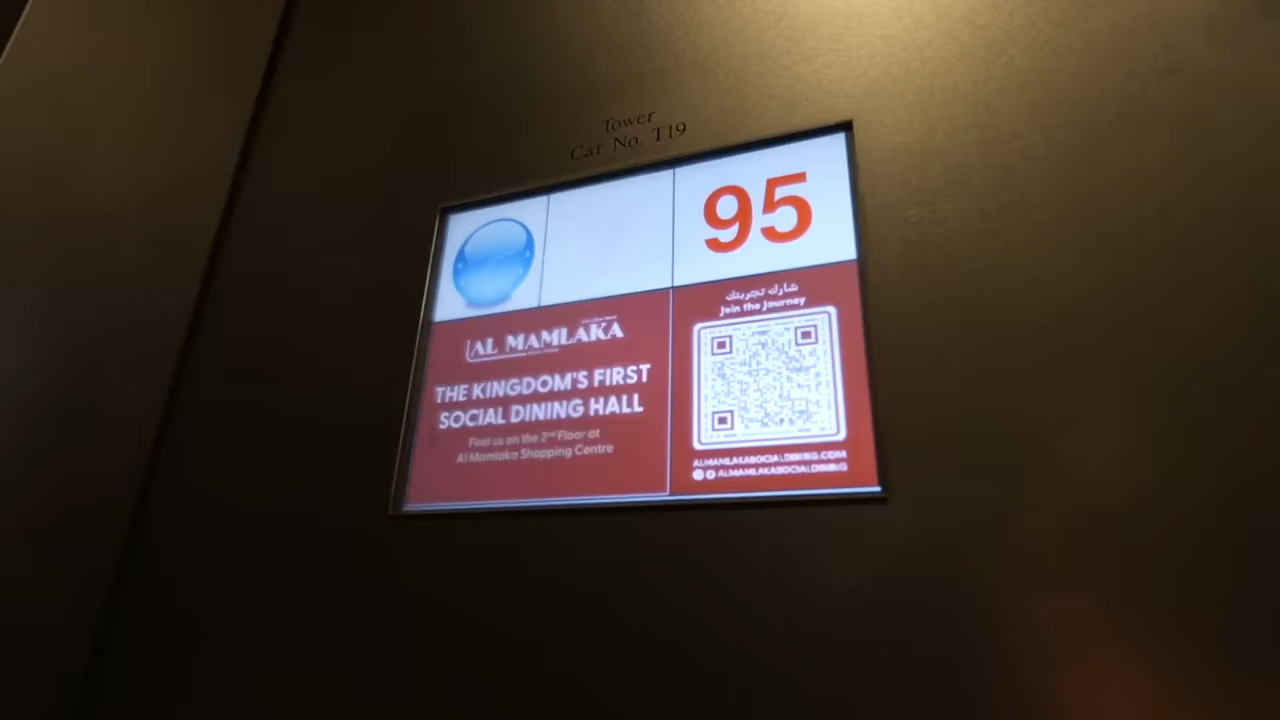 Tower
Car No. T19
95
AL MAMLAKA
THE KINGDOM'S FIRST
SOCIAL DINING HALL
Find us on the 2nd Floor at
Al Mamlaka Shopping Centre
شارك تجربتك
Join the Journey
ALMAMLAKASOCIALDINING.COM
ALMAMLAKASOCIALDINING